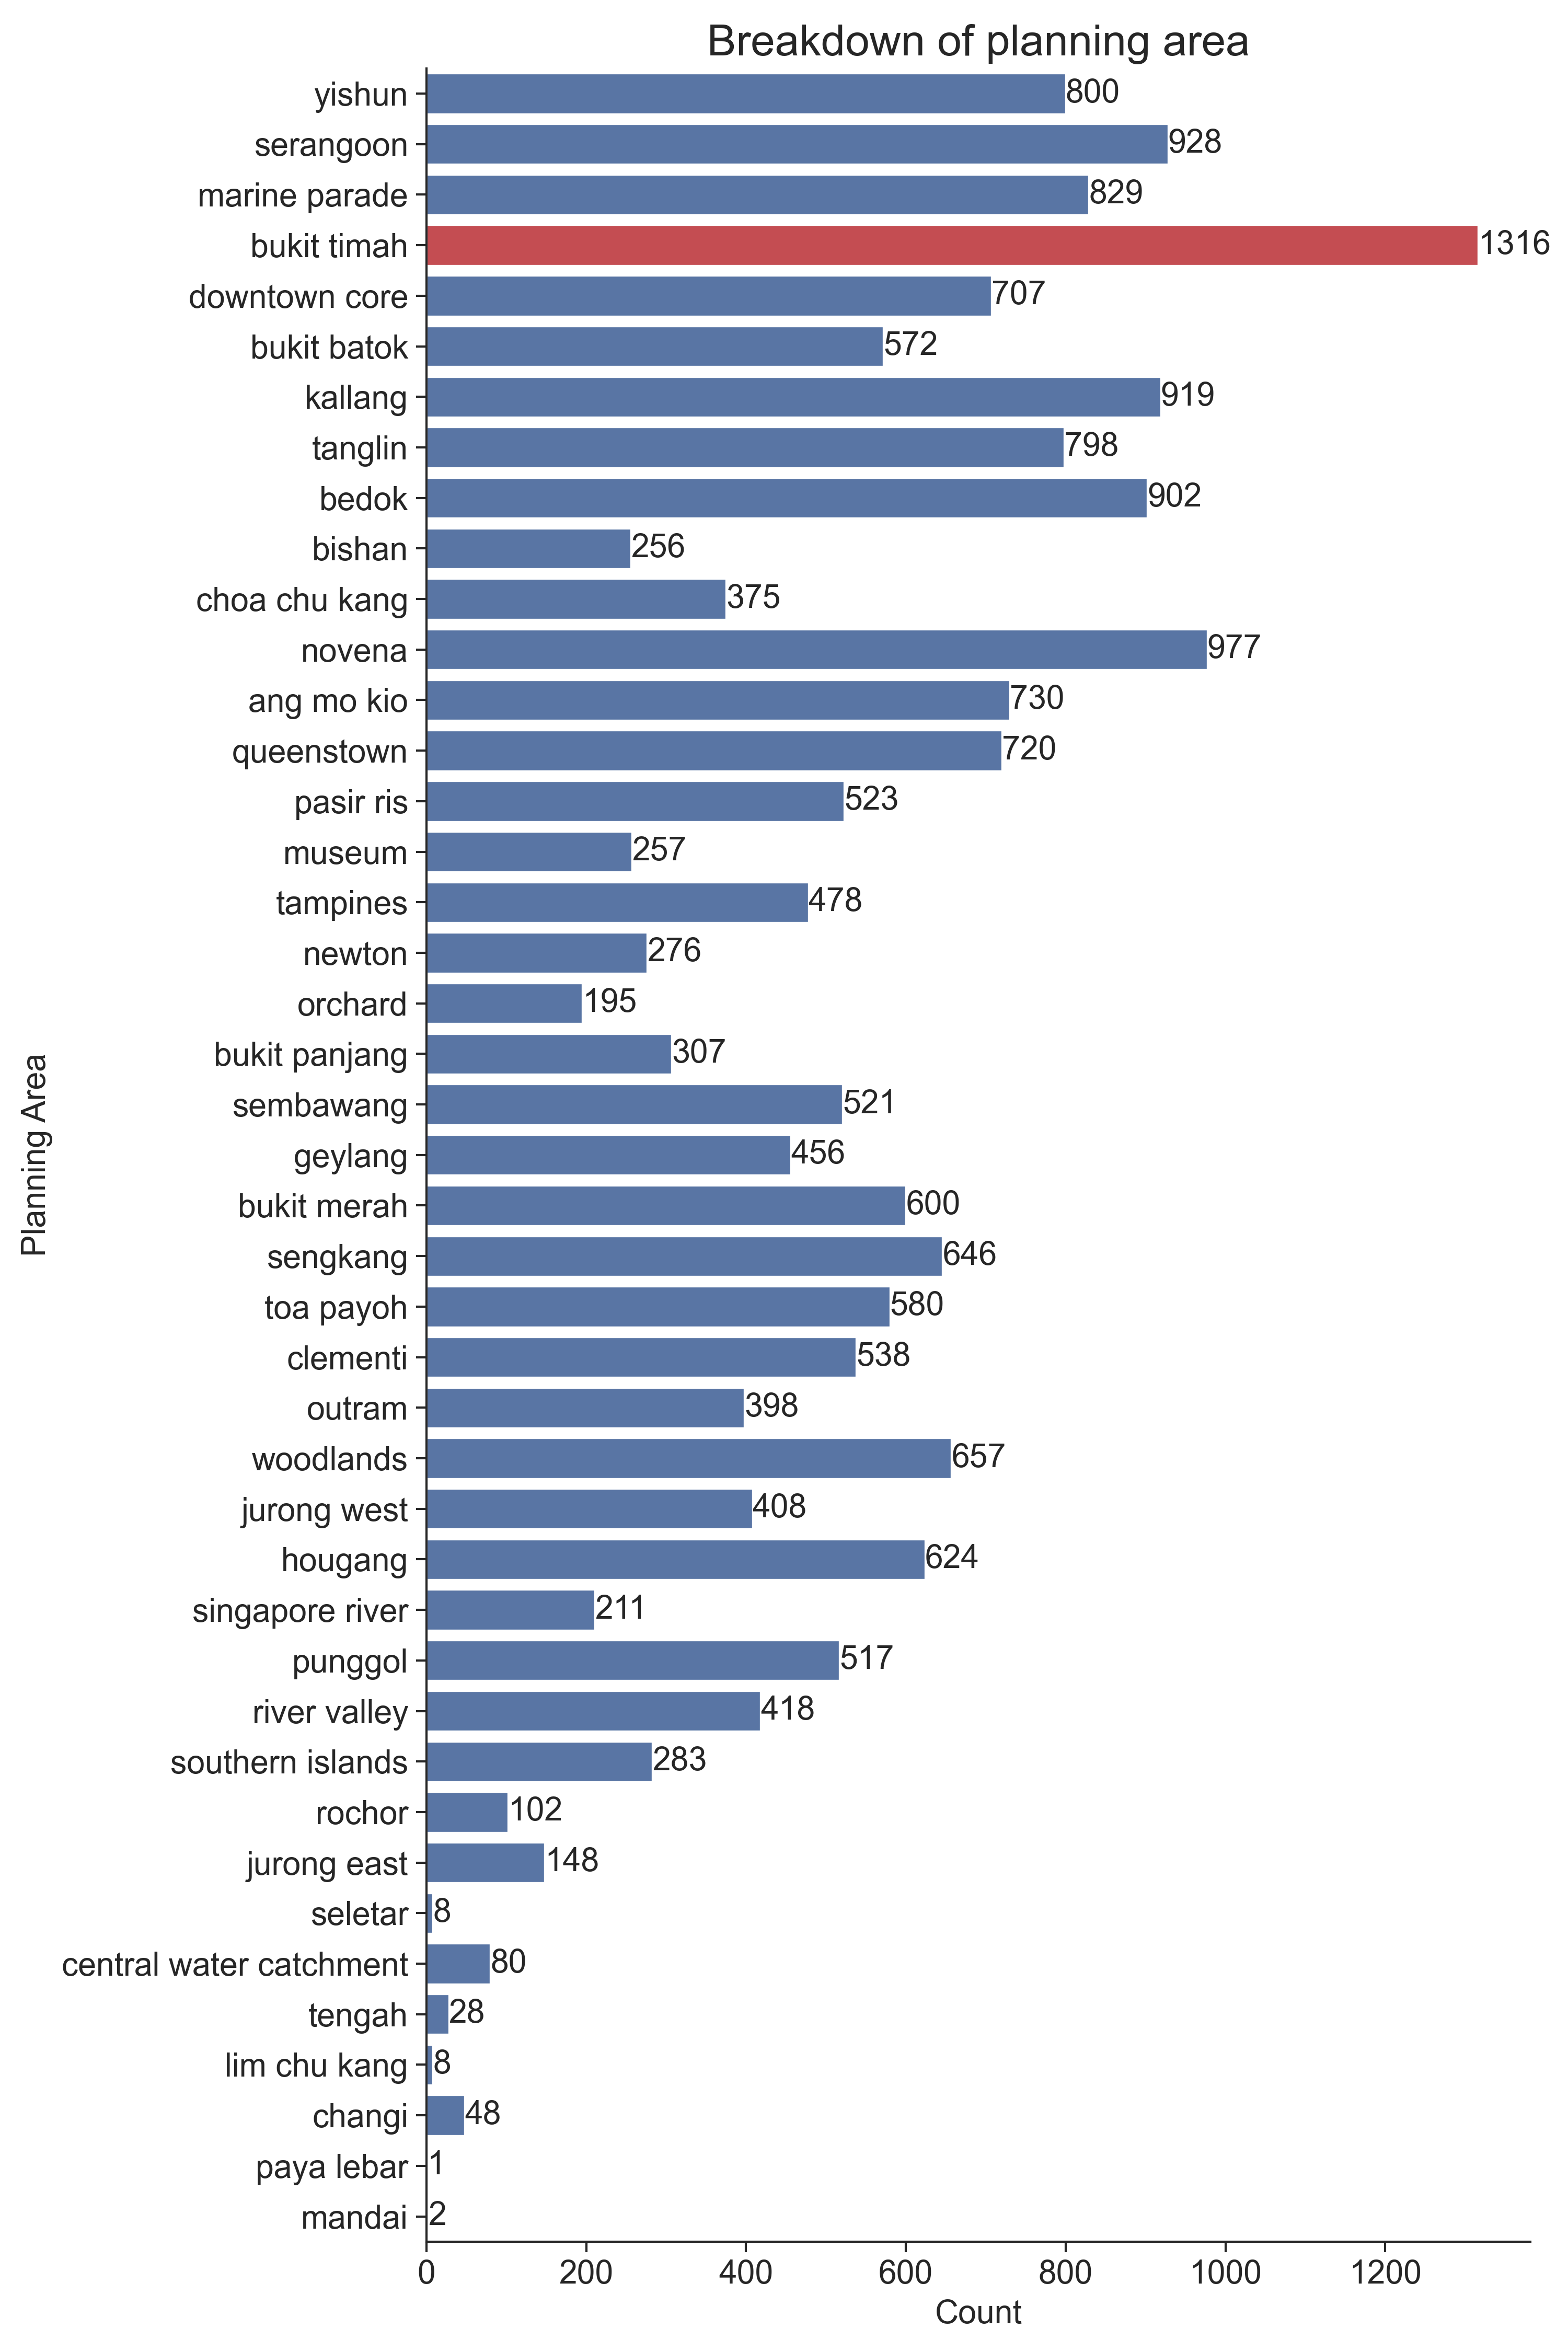 Breakdown of planning area
yishun 800
serangoon 928
marine parade 829
bukit timah 1316
downtown core 707
bukit batok 572
kallang 919
tanglin 798
bedok 902
bishan 256
choa chu kang 375
novena 977
ang mo kio 730
queenstown 720
pasir ris 523
museum 257
tampines 478
newton 276
orchard 195
bukit panjang 307
sembawang 521
geylang 456
bukit merah 600
sengkang 646
toa payoh 580
clementi 538
outram 398
woodlands 657
jurong west 408
hougang 624
singapore river 211
punggol 517
river valley 418
southern islands 283
rochor 102
jurong east 148
seletar 8
central water catchment 80
tengah 28
lim chu kang 8
changi 48
paya lebar 1
mandai 2
0 200 400 600 800 1000 1200
Count
Planning Area